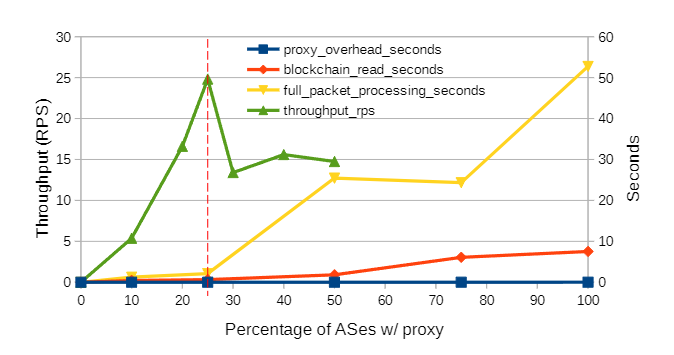 proxy_overhead_seconds
blockchain_read_seconds
full_packet_processing_seconds
throughput_rps
Throughput (RPS)
30
25
20
15
10
5
0
60
50
40
30
20
10
0
Seconds
0 10 20 30 40 50 60 70 80 90 100
Percentage of ASes w/ proxy